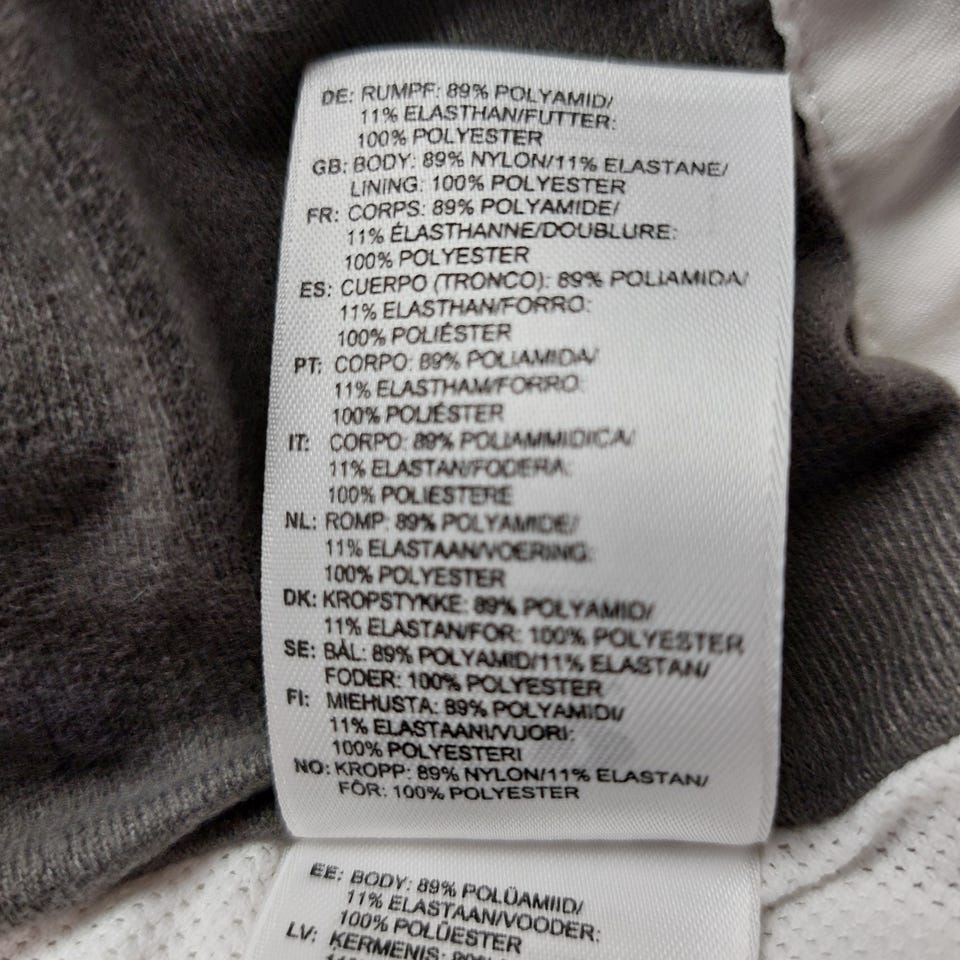 DE: RUMPF: 89% POLYAMID/
11% ELASTHAN/FUTTER:
100% POLYESTER
GB: BODY: 89% NYLON/11% ELASTANE/
LINING: 100% POLYESTER
FR: CORPS: 89% POLYAMIDE/
11% ÉLASTHANNE/DOUBLURE:
100% POLYESTER
ES: CUERPO (TRONCO): 89% POLIAMIDA/
11% ELASTHAN/FORRO:
100% POLIÉSTER
PT: CORPO: 89% POLIAMIDA/
11% ELASTHAM/FORRO:
100% POLIÉSTER
IT: CORPO: 89% POLIAMMIDICA/
11% ELASTAN/FODERA:
100% POLIESTERE
NL: ROMP: 89% POLYAMIDE/
11% ELASTAAN/VOERING:
100% POLYESTER
DK: KROPSTYKKE: 89% POLYAMID/
11% ELASTAN/FOR: 100% POLYESTER
SE: BÅL: 89% POLYAMID/11% ELASTAN/
FODER: 100% POLYESTER
FI: MIEHUSTA: 89% POLYAMIDI/
11% ELASTAANI/VUORI:
100% POLYESTERI
NO: KROPP: 89% NYLON/11% ELASTAN/
FÔR: 100% POLYESTER
EE: BODY: 89% POLÜAMIID/
11% ELASTAAN/VOODER:
100% POLÜESTER
LV: KERMENIS: